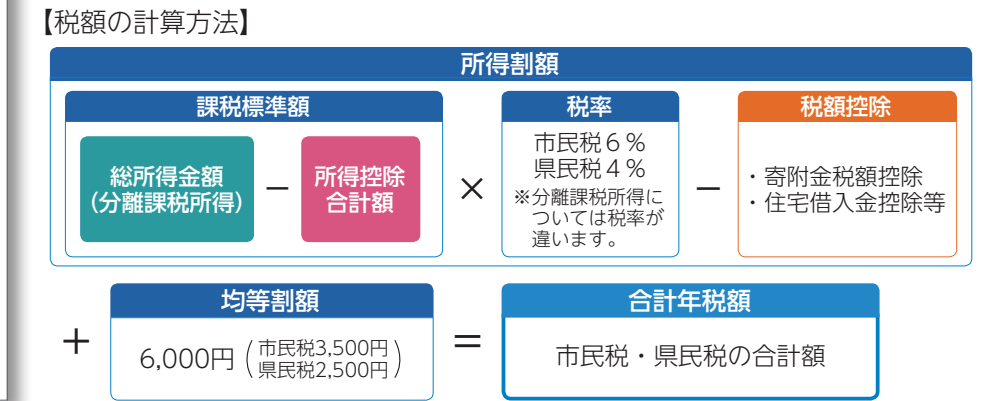 【税額の計算方法】
所得割額
課税標準額
総所得金額
(分離課税所得)
－
所得控除
合計額
×
税率
市民税６％
県民税４％
※分離課税所得に
ついては税率が
違います。
－
税額控除
・寄附金税額控除
・住宅借入金控除等
＋
均等割額
6,000円(市民税3,500円
県民税2,500円)
＝
合計年税額
市民税・県民税の合計額